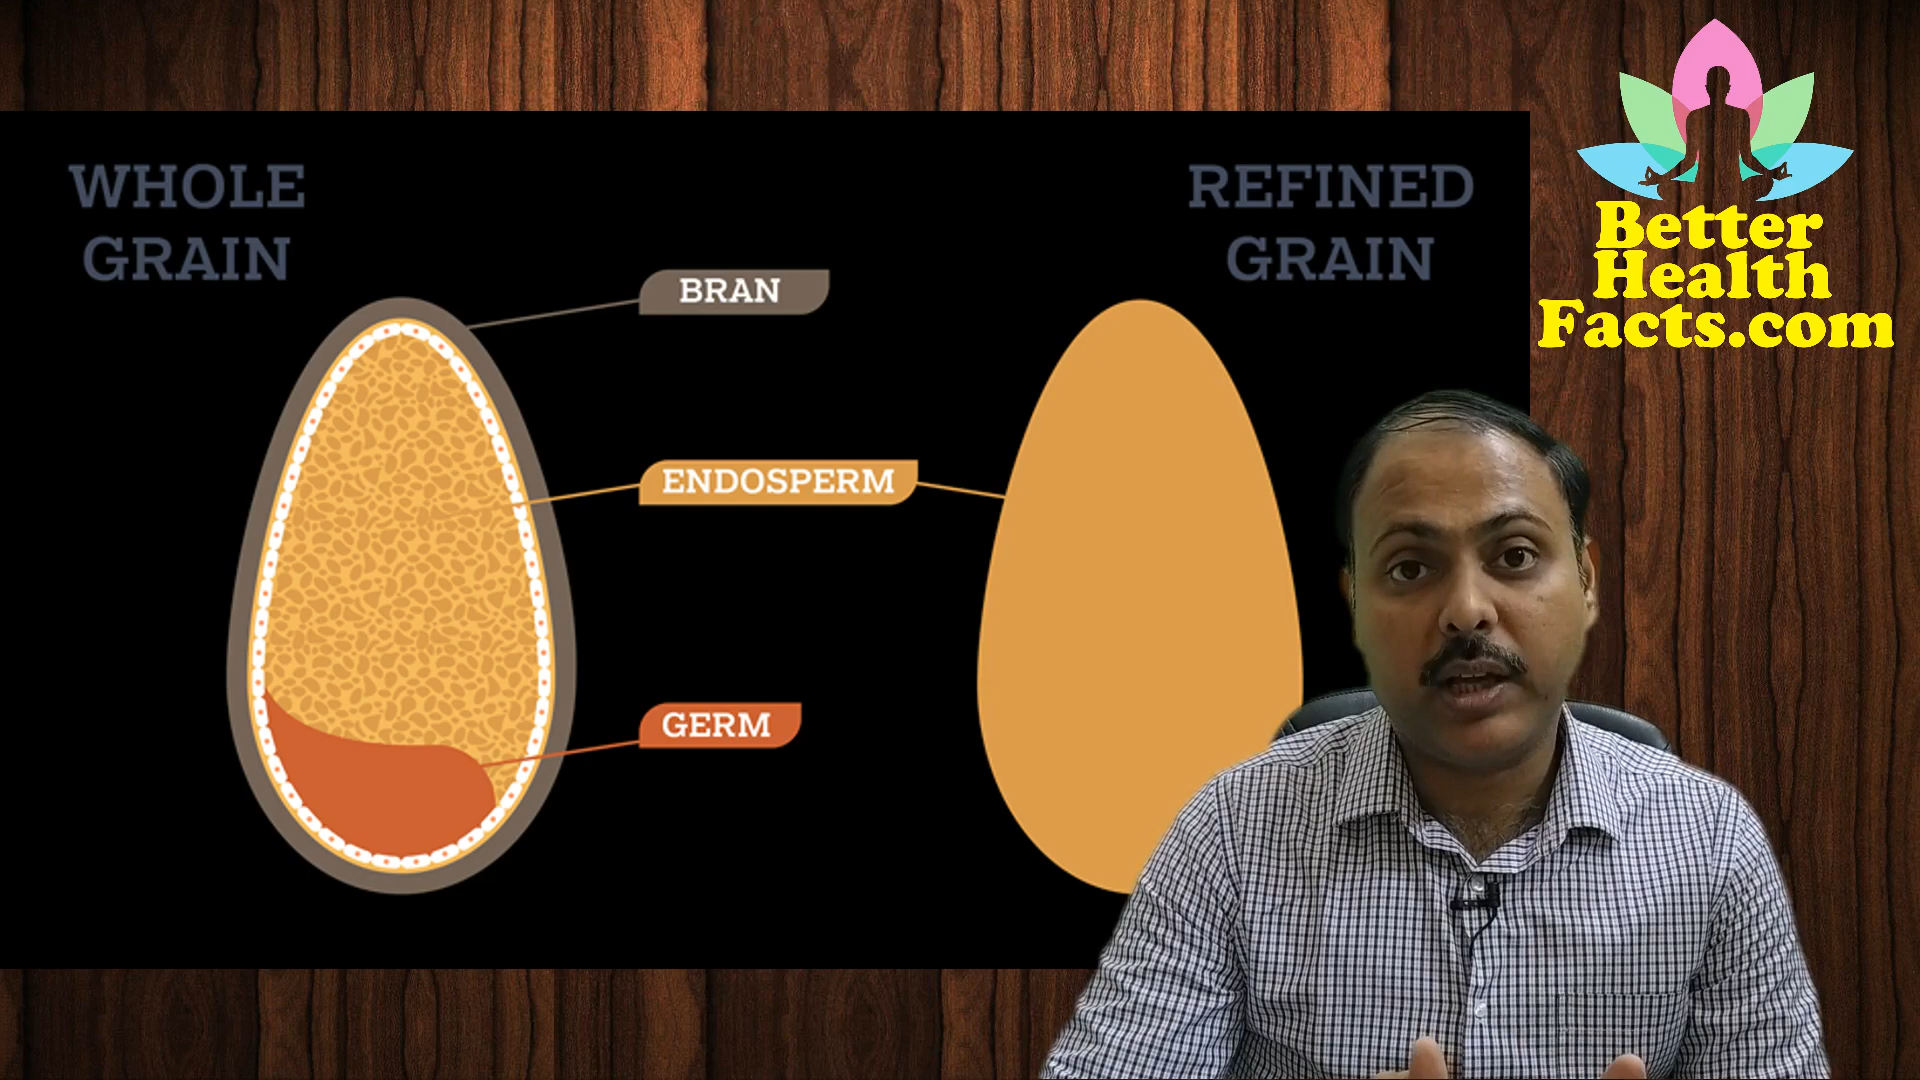 WHOLE
GRAIN
REFINED
GRAIN
BRAN
ENDOSPERM
GERM
Better
Health
Facts.com